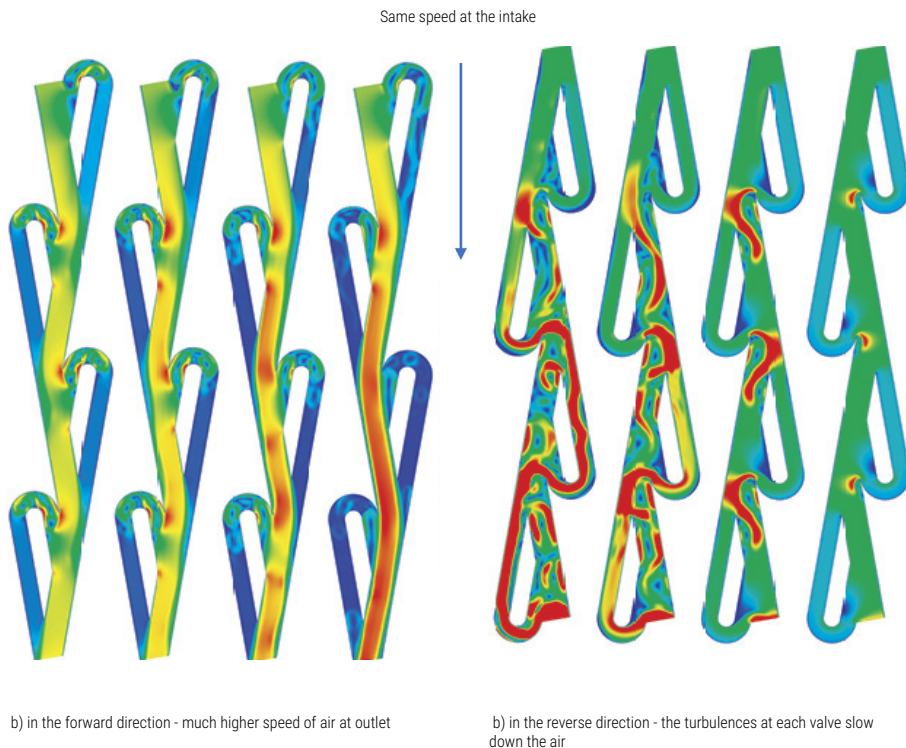 Same speed at the intake
b) in the forward direction - much higher speed of air at outlet
b) in the reverse direction - the turbulences at each valve slow
down the air